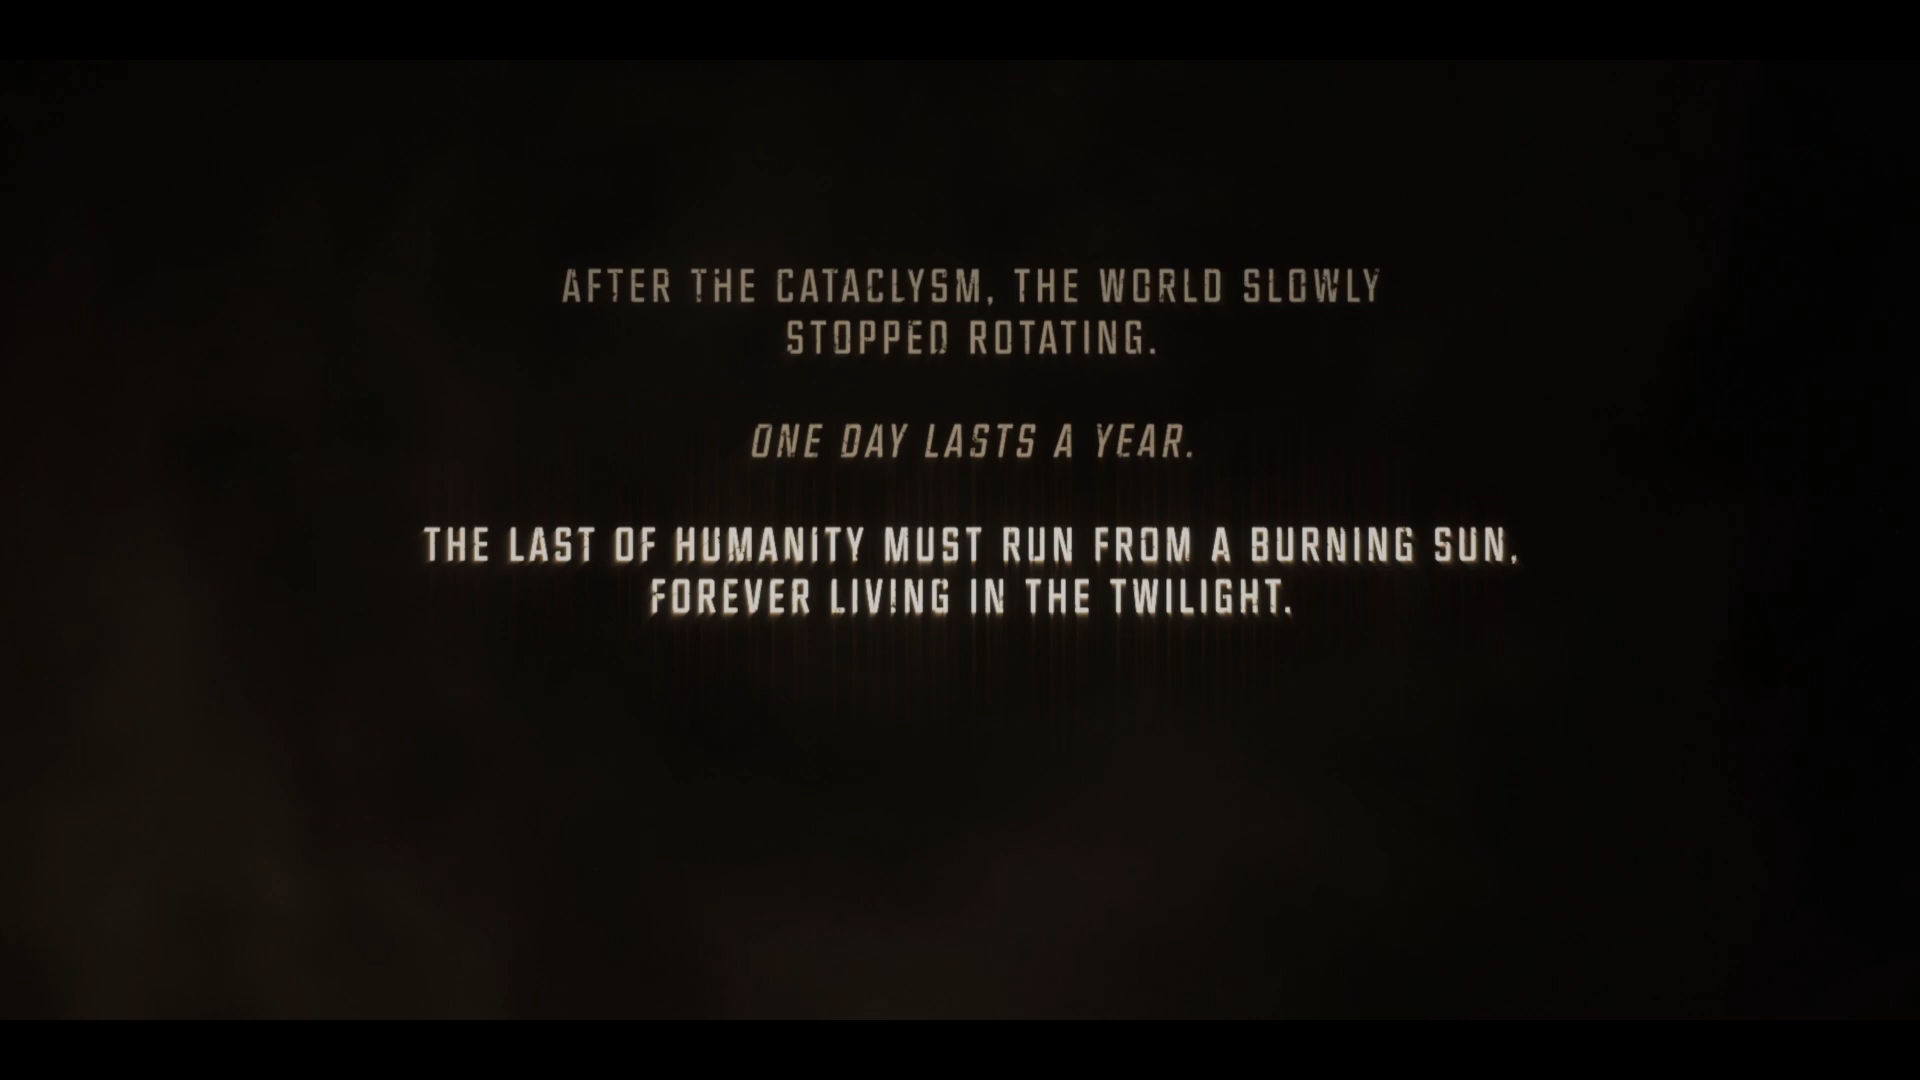 AFTER THE CATACLYSM, THE WORLD SLOWLY
STOPPED ROTATING.
ONE DAY LASTS A YEAR.
THE LAST OF HUMANITY MUST RUN FROM A BURNING SUN,
FOREVER LIVING IN THE TWILIGHT.